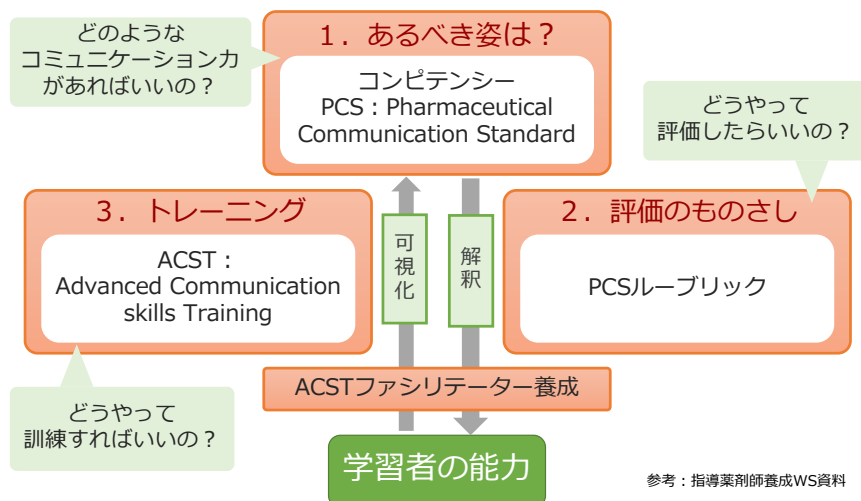 どのような
コミュニケーション力
があればいいの？
１．あるべき姿は？
コンピテンシー
PCS：Pharmaceutical
Communication Standard
どうやって
評価したらいいの？
３．トレーニング
ACST：
Advanced Communication
skills Training
可視化
解釈
２．評価のものさし
PCSルーブリック
どうやって
訓練すればいいの？
ACSTファシリテーター養成
学習者の能力
参考：指導薬剤師養成WS資料